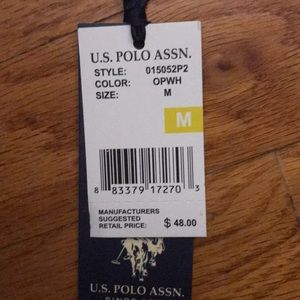 U.S. POLO ASSN.
STYLE: 015052P2
COLOR: OPWH
SIZE: M
M
8 83379 17270 3
MANUFACTURERS
SUGGESTED
RETAIL PRICE: $ 48.00
U.S. POLO ASSN.